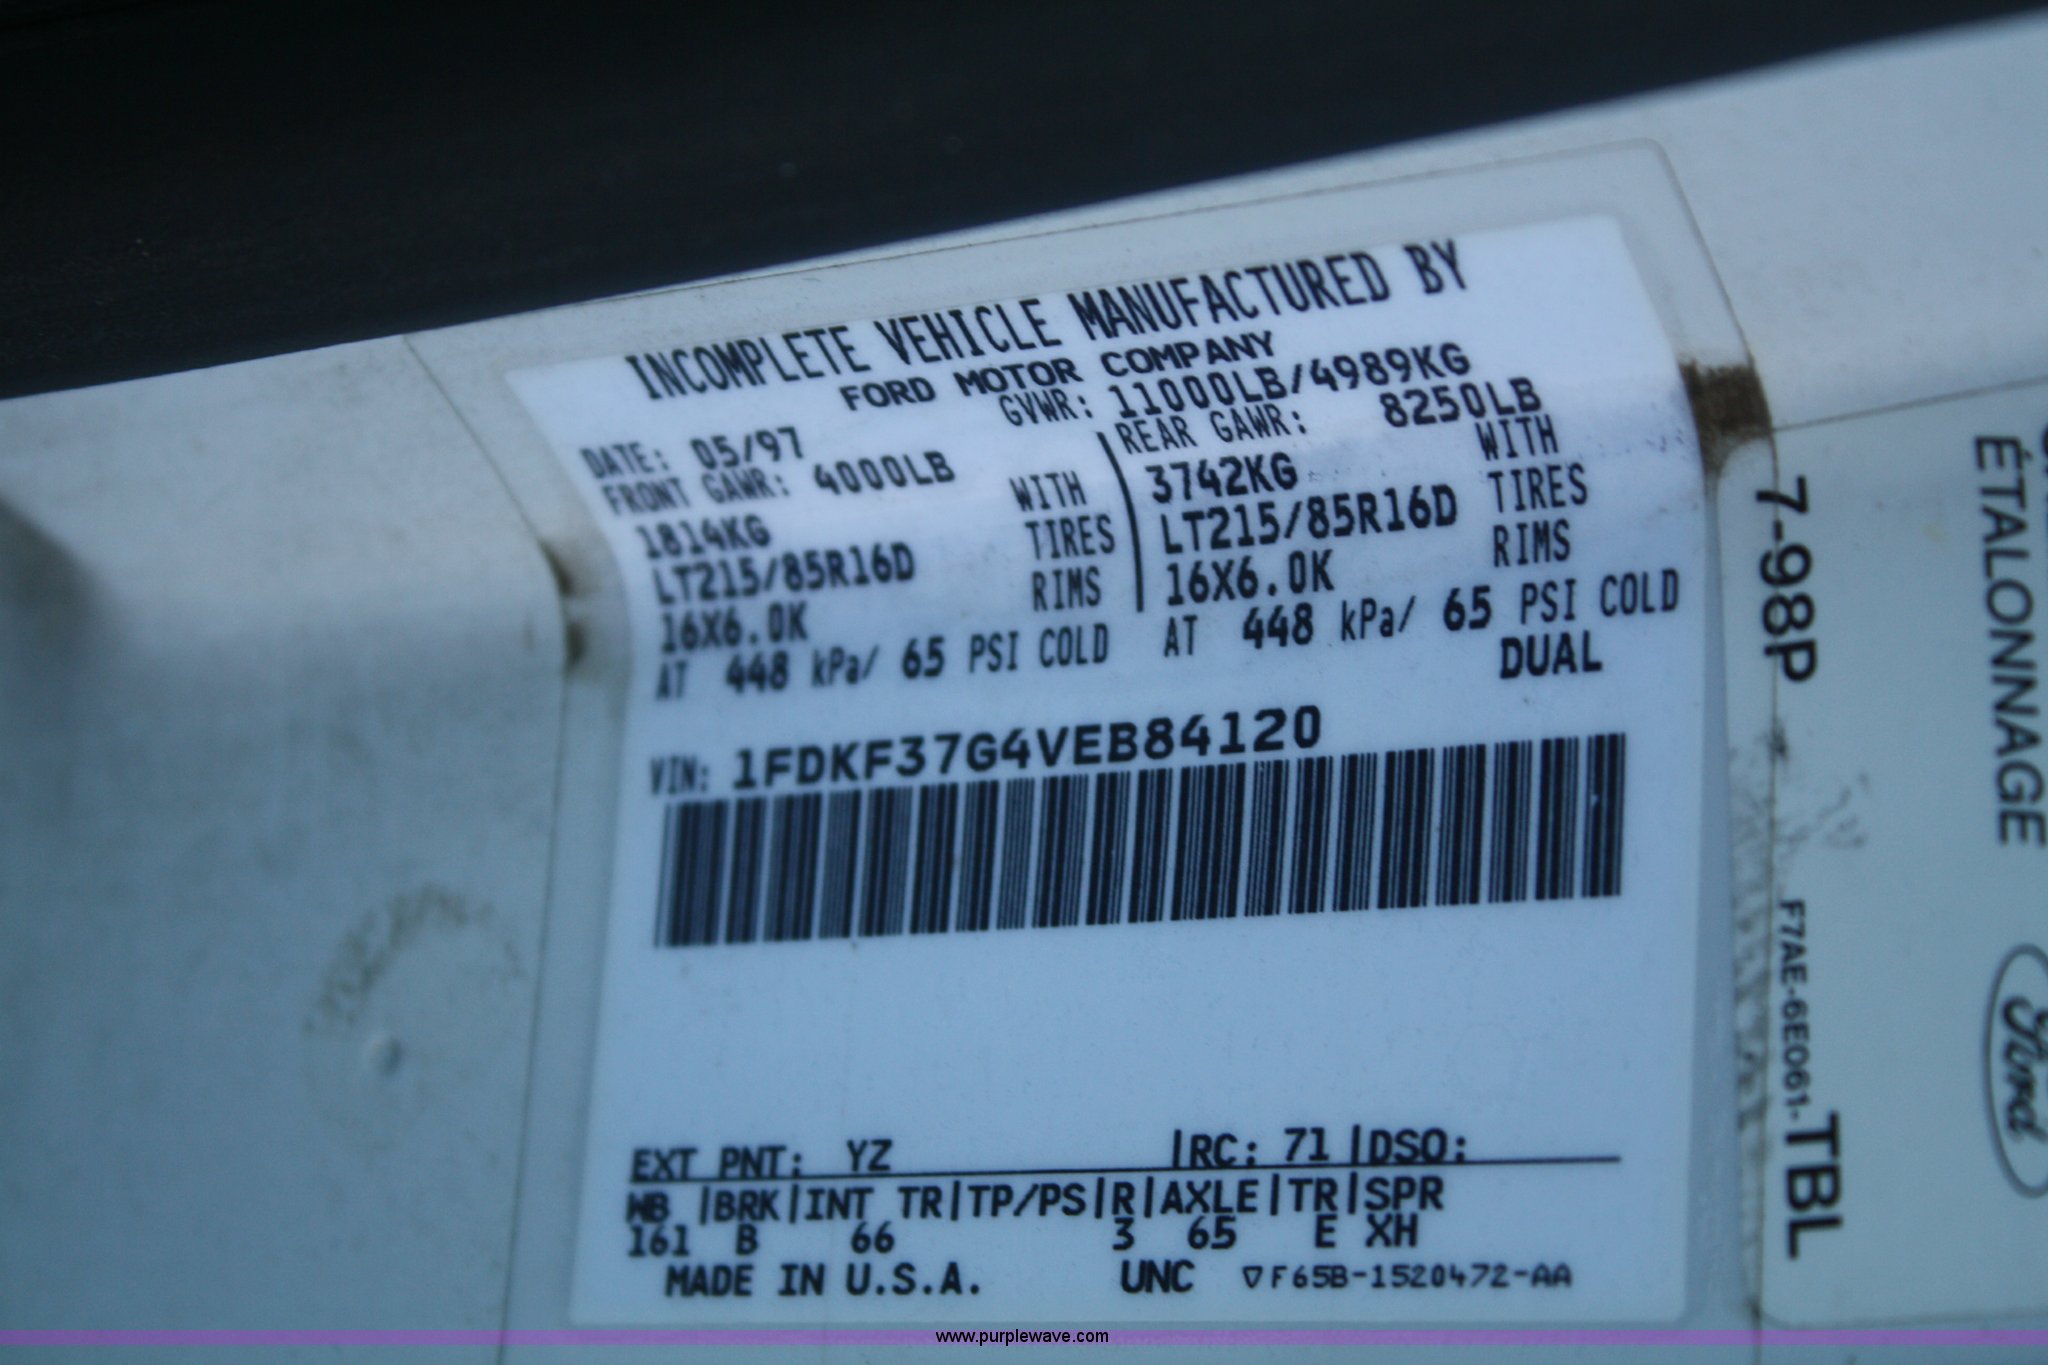 INCOMPLETE VEHICLE MANUFACTURED BY
FORD MOTOR COMPANY
DATE: 05/97 GVWR: 11000LB/4989KG
FRONT GAWR: 4000LB REAR GAWR: 8250LB
1814KG WITH 3742KG WITH
LT215/85R16D TIRES LT215/85R16D TIRES
16X6.0K RIMS 16X6.0K RIMS
AT 448 kPa/ 65 PSI COLD AT 448 kPa/ 65 PSI COLD
DUAL
VIN: 1FDKF37G4VEB84120
EXT PNT: YZ |RC: 71 |DSO:
WB |BRK|INT TR|TP/PS|R|AXLE|TR|SPR
161 B 66 3 65 E XH
MADE IN U.S.A. UNC ▽F65B-1520472-AA
7-98P
F7AE-6E061-TBL
ÉTALONNAGE
Ford
www.purplewave.com